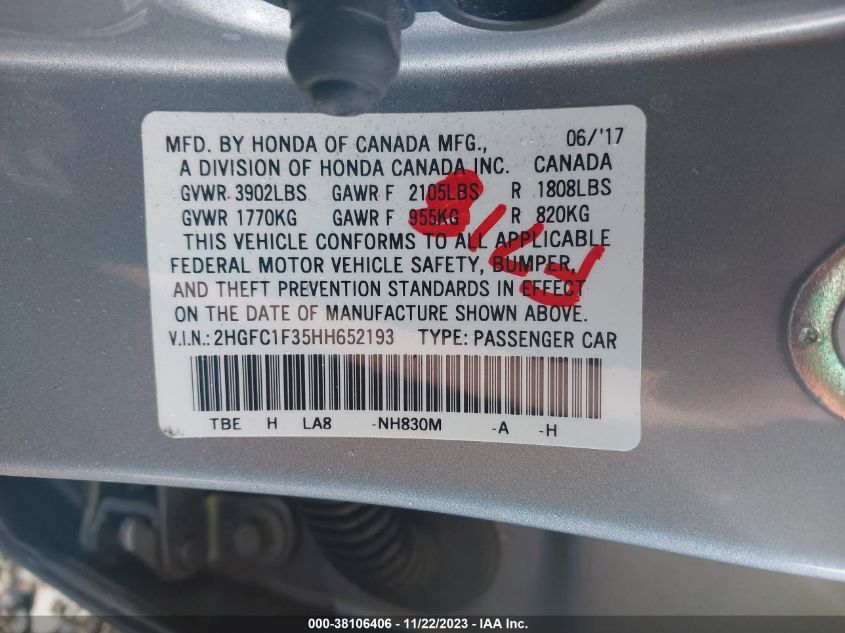 MFD. BY HONDA OF CANADA MFG., 06/'17
A DIVISION OF HONDA CANADA INC. CANADA
GVWR 3902LBS GAWR F 2105LBS R 1808LBS
GVWR 1770KG GAWR F 955KG R 820KG
THIS VEHICLE CONFORMS TO ALL APPLICABLE
FEDERAL MOTOR VEHICLE SAFETY, BUMPER,
AND THEFT PREVENTION STANDARDS IN EFFECT
ON THE DATE OF MANUFACTURE SHOWN ABOVE.
V.I.N.: 2HGFC1F35HH652193 TYPE: PASSENGER CAR
TBE H LA8 -NH830M -A -H
000-38106406 - 11/22/2023 - IAA Inc.